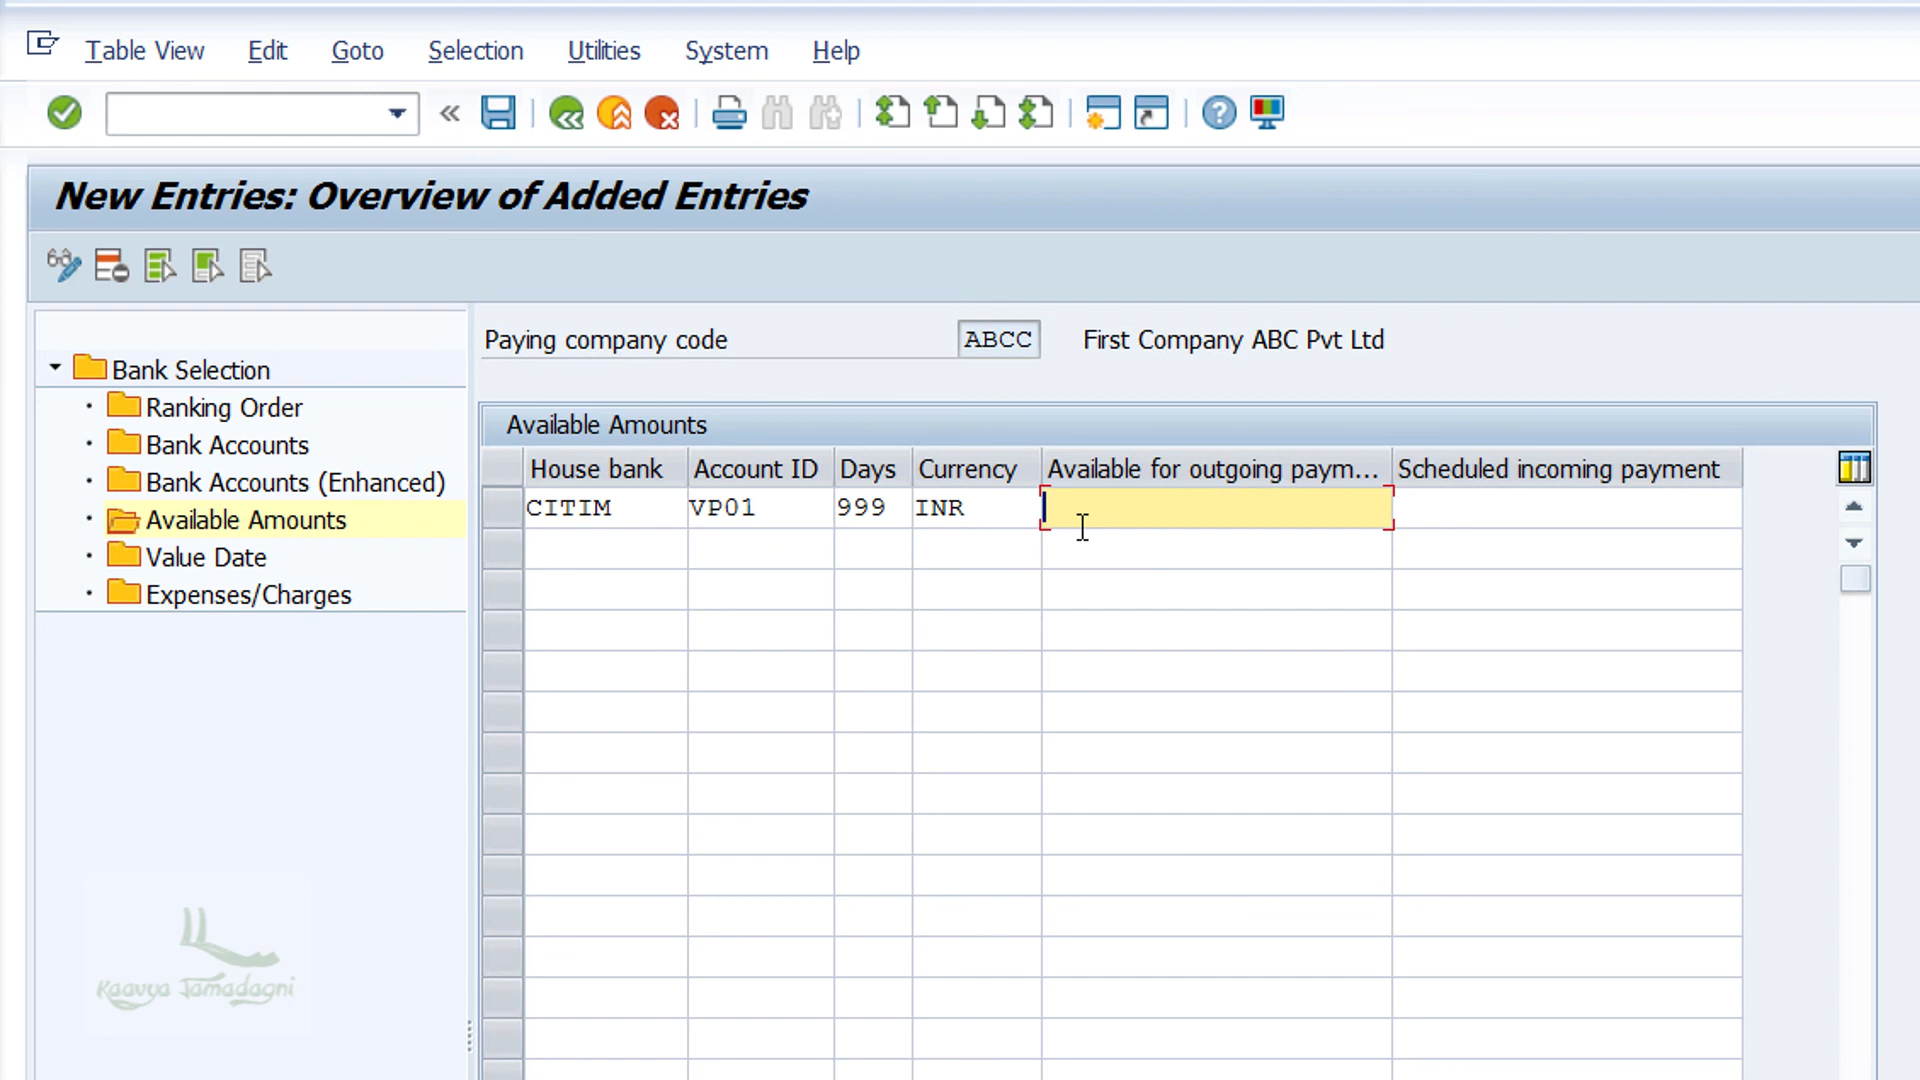 Table View Edit Goto Selection Utilities System Help
New Entries: Overview of Added Entries
Paying company code ABCC First Company ABC Pvt Ltd
Bank Selection
Ranking Order
Bank Accounts
Bank Accounts (Enhanced)
Available Amounts
Value Date
Expenses/Charges
Available Amounts
House bank Account ID Days Currency Available for outgoing paym... Scheduled incoming payment
CITIM VP01 999 INR
Kaavya Jamadagni